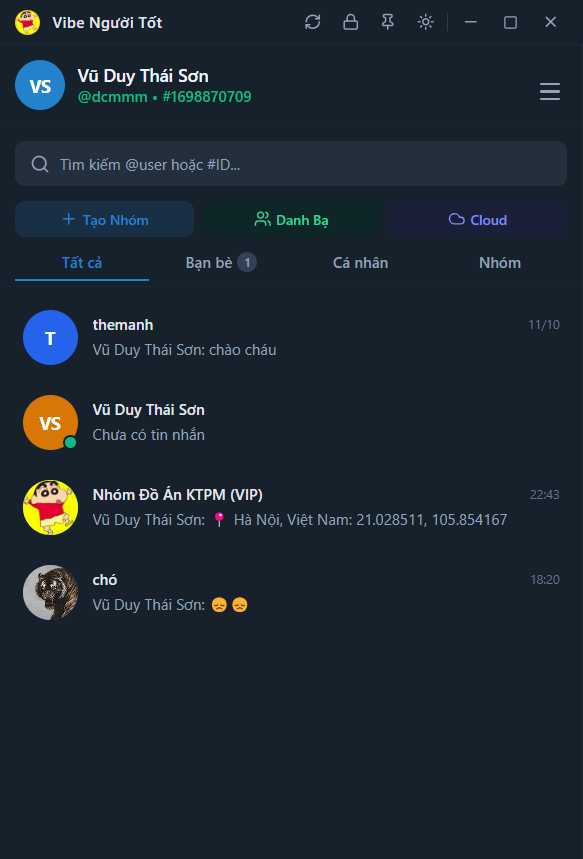 Vibe Người Tốt
VS
Vũ Duy Thái Sơn
@dcmmm • #1698870709
Tìm kiếm @user hoặc #ID...
Tạo Nhóm
Danh Bạ
Cloud
Tất cả
Bạn bè 1
Cá nhân
Nhóm
T
themanh
11/10
Vũ Duy Thái Sơn: chào cháu
VS
Vũ Duy Thái Sơn
Chưa có tin nhắn
Nhóm Đồ Án KTPM (VIP)
22:43
Vũ Duy Thái Sơn: 📍 Hà Nội, Việt Nam: 21.028511, 105.854167
chó
18:20
Vũ Duy Thái Sơn: 😞😞